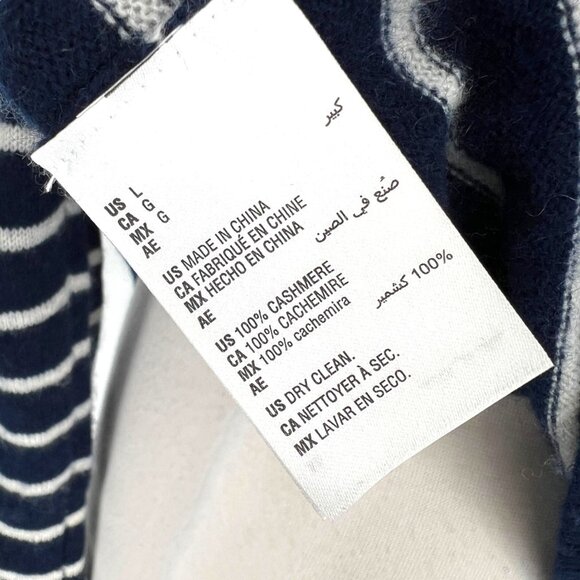 US L
CA G
MX G
AE كبير
US MADE IN CHINA
CA FABRIQUÉ EN CHINE
MX HECHO EN CHINA
AE صنع في الصين
US 100% CASHMERE
CA 100% CACHEMIRE
MX 100% cachemira
AE 100% كشمير
US DRY CLEAN.
CA NETTOYER À SEC.
MX LAVAR EN SECO.